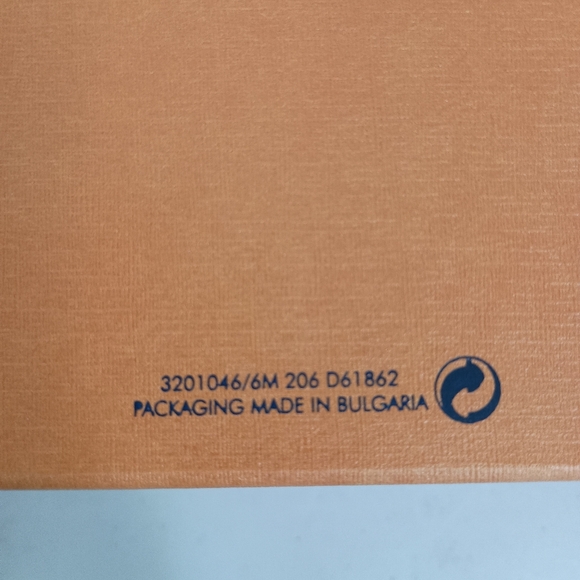 3201046/6M 206 D61862
PACKAGING MADE IN BULGARIA